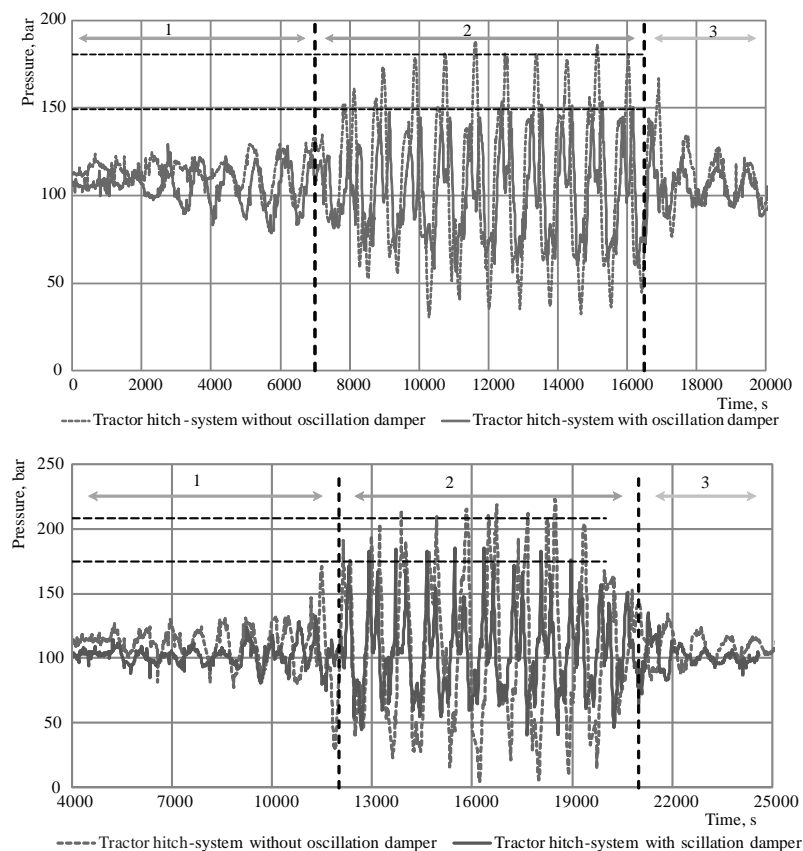 Pressure, bar
200
150
100
50
0
1
2
3
0 2000 4000 6000 8000 10000 12000 14000 16000 18000 20000
Time, s
Tractor hitch-system without oscillation damper Tractor hitch-system with oscillation damper
Pressure, bar
250
200
150
100
50
0
1
2
3
4000 7000 10000 13000 16000 19000 22000 25000
Time, s
Tractor hitch-system without oscillation damper Tractor hitch-system with scillation damper